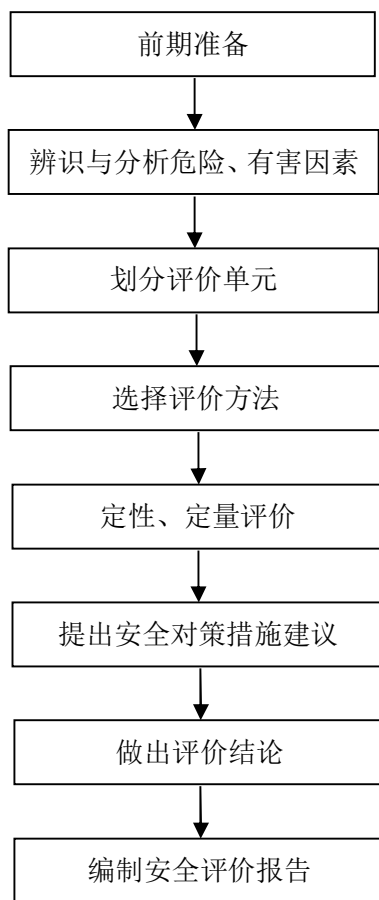 前期准备
辨识与分析危险、有害因素
划分评价单元
选择评价方法
定性、定量评价
提出安全对策措施建议
做出评价结论
编制安全评价报告